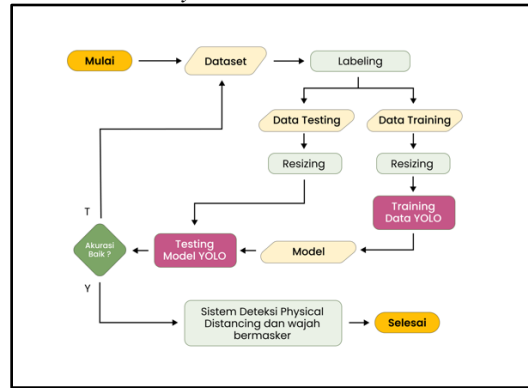 Mulai
Dataset
Labeling
Data Testing
Data Training
Resizing
Resizing
Training
Data YOLO
T
Akurasi
Baik ?
Testing
Model YOLO
Model
Y
Sistem Deteksi Physical
Distancing dan wajah
bermasker
Selesai